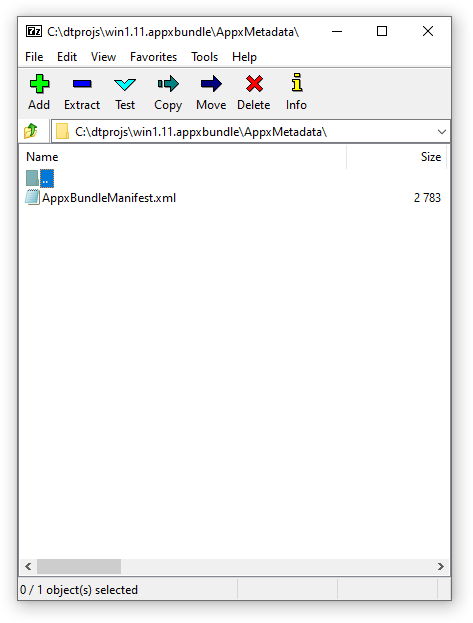 7z C:\dtprojs\win1.11.appxbundle\AppxMetadata\
File Edit View Favorites Tools Help
Add Extract Test Copy Move Delete Info
C:\dtprojs\win1.11.appxbundle\AppxMetadata\
Name Size
..
AppxBundleManifest.xml 2 783
0 / 1 object(s) selected